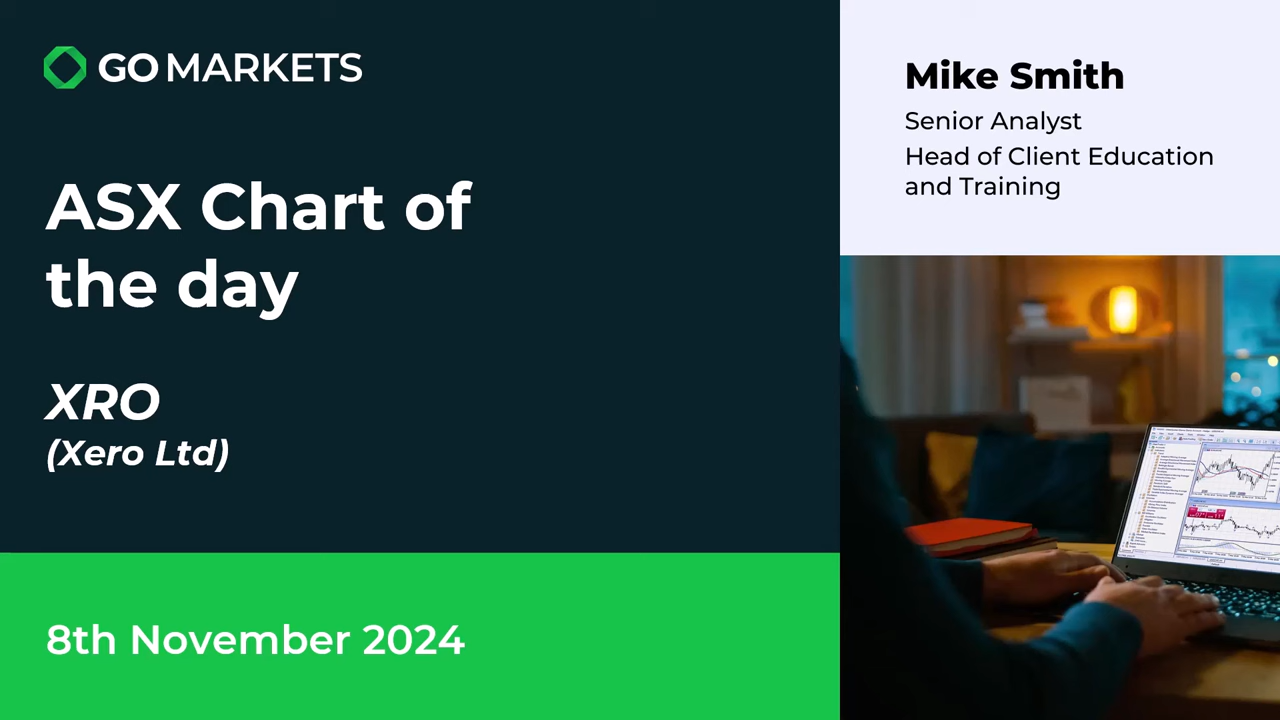 GO MARKETS
ASX Chart of
the day
XRO
(Xero Ltd)
8th November 2024
Mike Smith
Senior Analyst
Head of Client Education
and Training